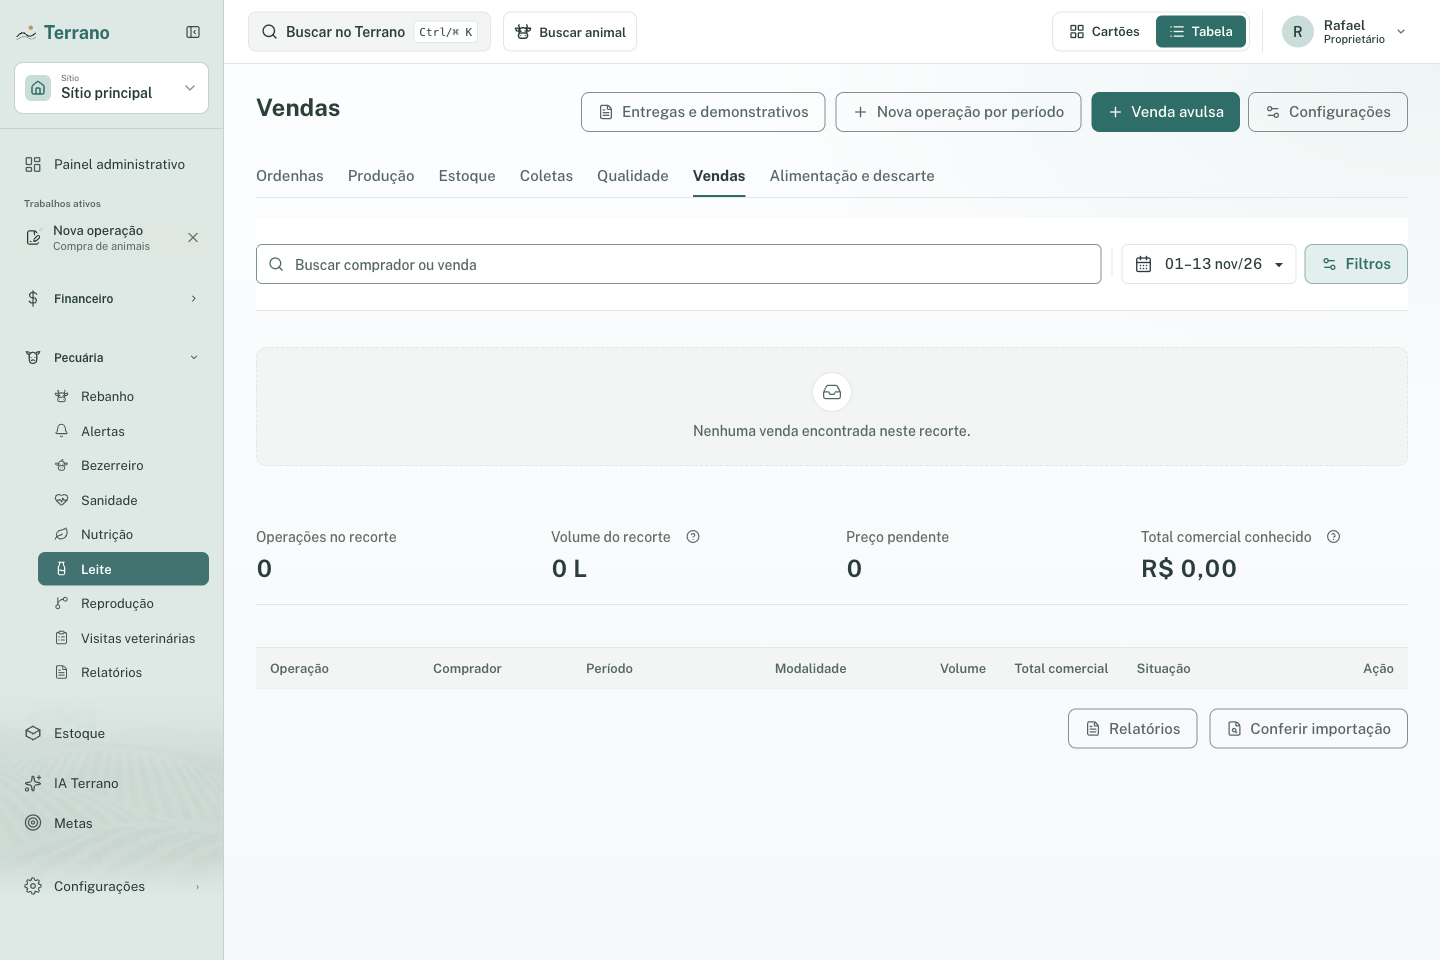 Terrano
Buscar no Terrano Ctrl/⌘ K
Buscar animal
Cartões
Tabela
R
Rafael
Proprietário
Sítio
Sítio principal
Painel administrativo
Trabalhos ativos
Nova operação
Compra de animais
Financeiro
Pecuária
Rebanho
Alertas
Bezerreiro
Sanidade
Nutrição
Leite
Reprodução
Visitas veterinárias
Relatórios
Estoque
IA Terrano
Metas
Configurações
Vendas
Entregas e demonstrativos
Nova operação por período
Venda avulsa
Configurações
Ordenhas Produção Estoque Coletas Qualidade Vendas Alimentação e descarte
Buscar comprador ou venda
01–13 nov/26
Filtros
Nenhuma venda encontrada neste recorte.
Operações no recorte
0
Volume do recorte
0 L
Preço pendente
0
Total comercial conhecido
R$ 0,00
Operação Comprador Período Modalidade Volume Total comercial Situação Ação
Relatórios
Conferir importação